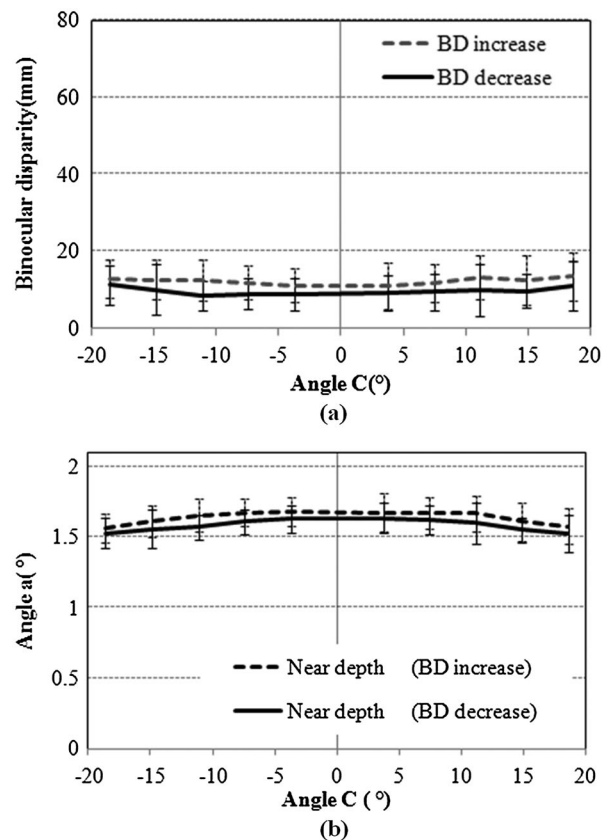 80
60
40
20
0
Binocular disparity(mm)
BD increase
BD decrease
-20 -15 -10 -5 0 5 10 15 20
Angle C(°)
(a)
2
1.5
1
0.5
0
Angle a(°)
Near depth (BD increase)
Near depth (BD decrease)
-20 -15 -10 -5 0 5 10 15 20
Angle C (°)
(b)